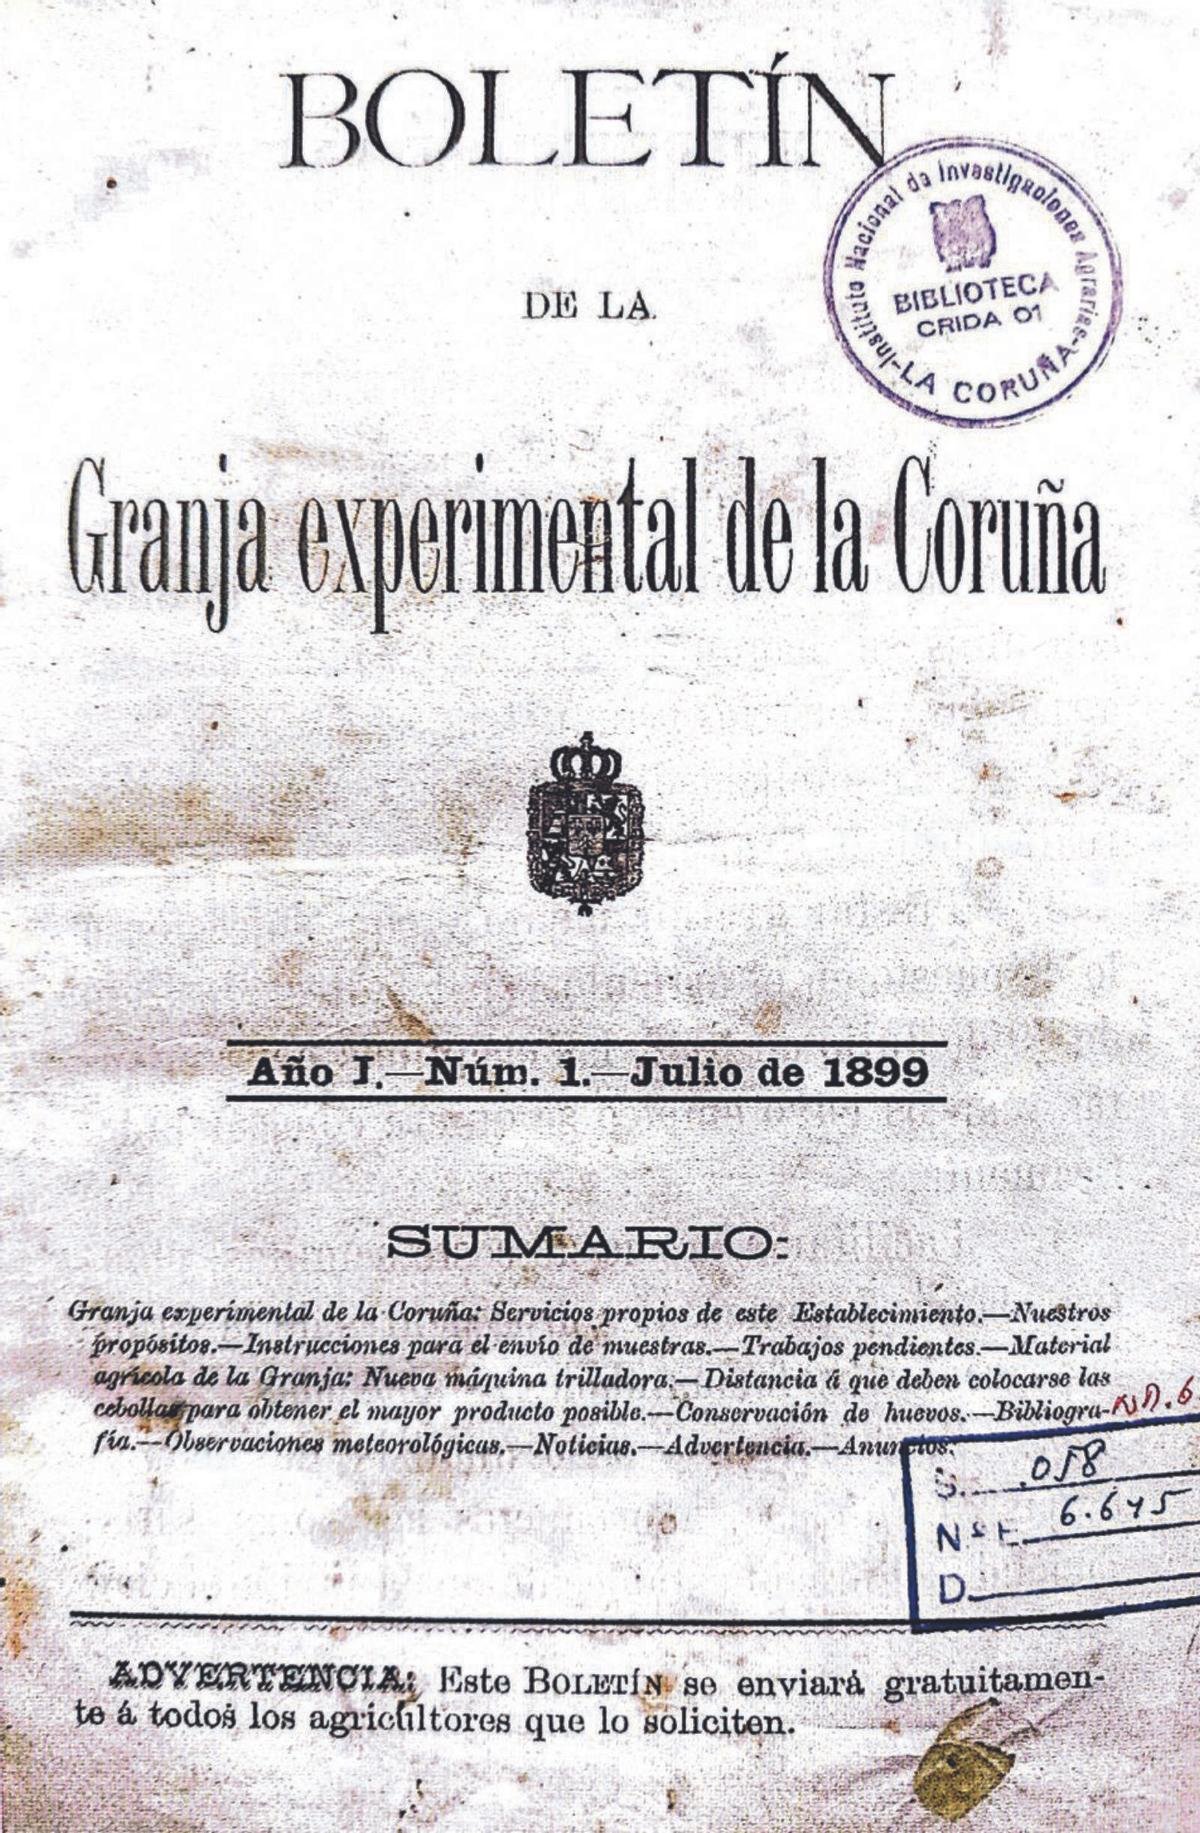 BOLETÍN
Instituto Nacional de Investigaciones Agrarias
BIBLIOTECA
CRIDA 01
-LA CORUÑA-
DE LA
Granja experimental de la Coruña
Año I.—Núm. 1.—Julio de 1899
SUMARIO:
Granja experimental de la Coruña: Servicios propios de este Establecimiento.—Nuestros
propósitos.—Instrucciones para el envío de muestras.—Trabajos pendientes.—Material
agrícola de la Granja: Nueva máquina trilladora.—Distancia á que deben colocarse las
cebollas para obtener el mayor producto posible.—Conservación de huevos.—Bibliogra-
fía.—Observaciones meteorológicas.—Noticias.—Advertencia.—Anuncios.
S. .058
6.645
D.
ADVERTENCIA: Este BOLETÍN se enviará gratuitamen-
te á todos los agricultores que lo soliciten.